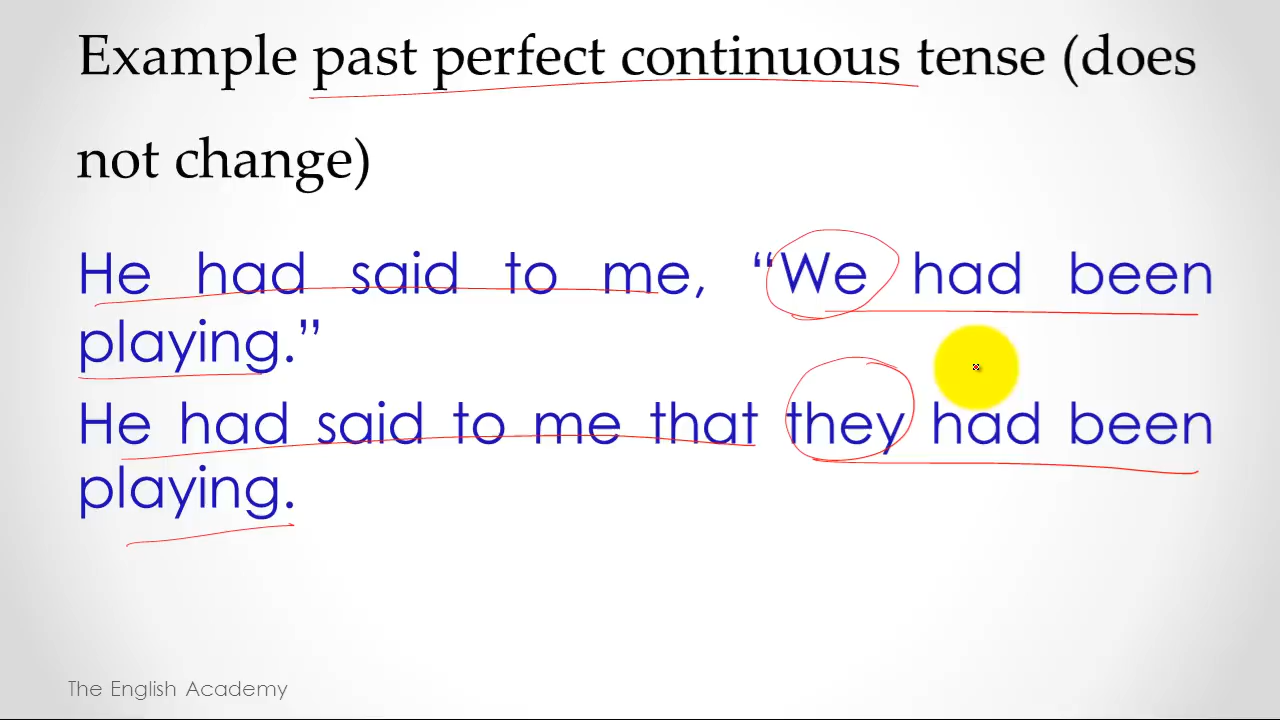 Example past perfect continuous tense (does
not change)
He had said to me, “We had been
playing.”
He had said to me that they had been
playing.
The English Academy